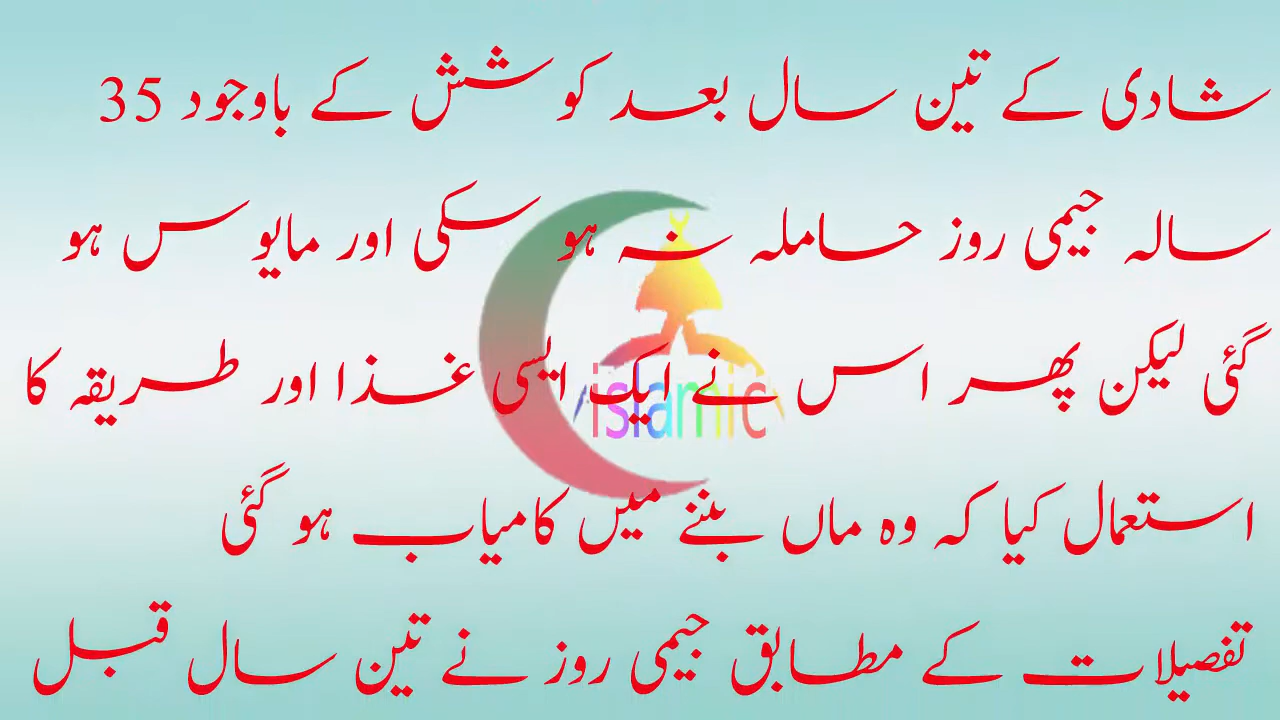 شادی کے تین سال بعد کوشش کے باوجود 35
سالہ جیمی روز حاملہ نہ ہو سکی اور مایوس ہو
گئی لیکن پھر اس نے ایک ایسی غذا اور طریقہ کا
islamic
استعمال کیا کہ وہ ماں بننے میں کامیاب ہو گئی
تفصیلات کے مطابق جیمی روز نے تین سال قبل